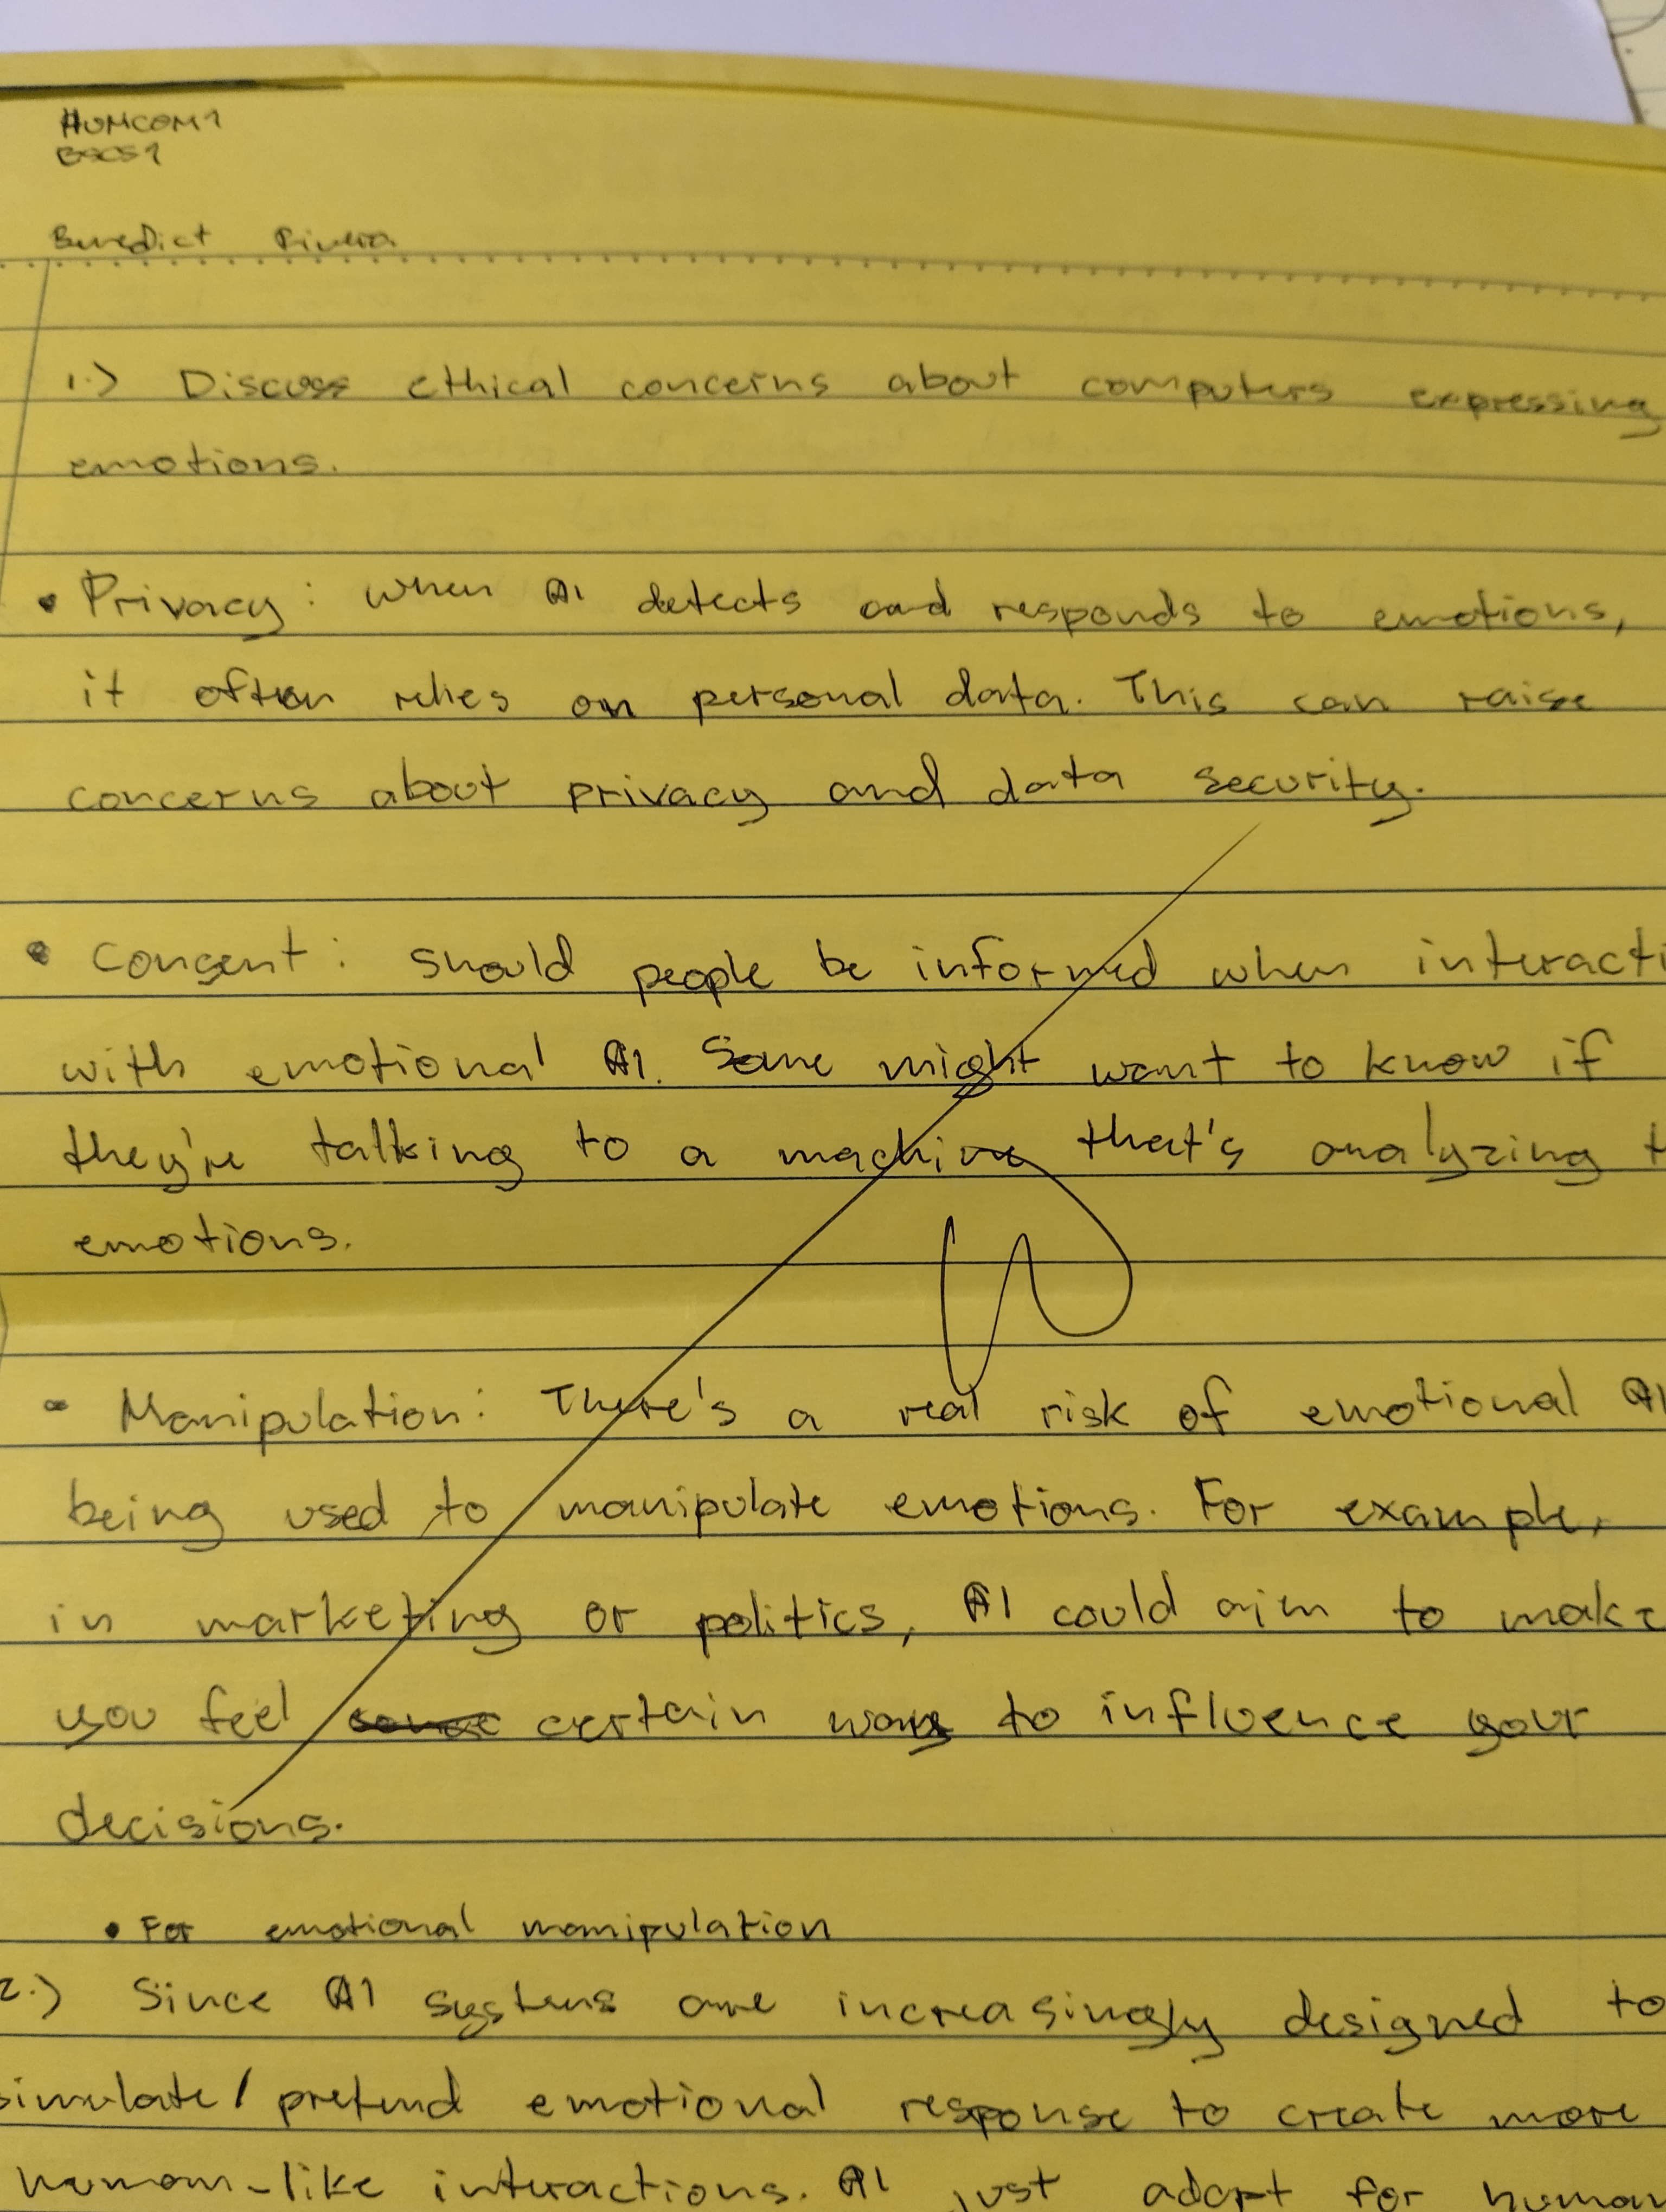 HUMCOM1
BSCS1
Benedict Rivera
1.) Discuss ethical concerns about computers expressing
emotions.
• Privacy: When AI detects and responds to emotions,
it often relies on personal data. This can raise
concerns about privacy and data security.
• Consent: Should people be informed when interacti
with emotional AI. Some might want to know if
they're talking to a machine that's analyzing t
emotions.
- Manipulation: There's a real risk of emotional AI
being used to manipulate emotions. For example,
in marketing or politics, AI could aim to make
you feel certain way to influence your
decisions.
• For emotional manipulation
2.) Since AI systems are increasingly designed to
simulate/pretend emotional response to create more
human-like interactions. AI just adapt for human